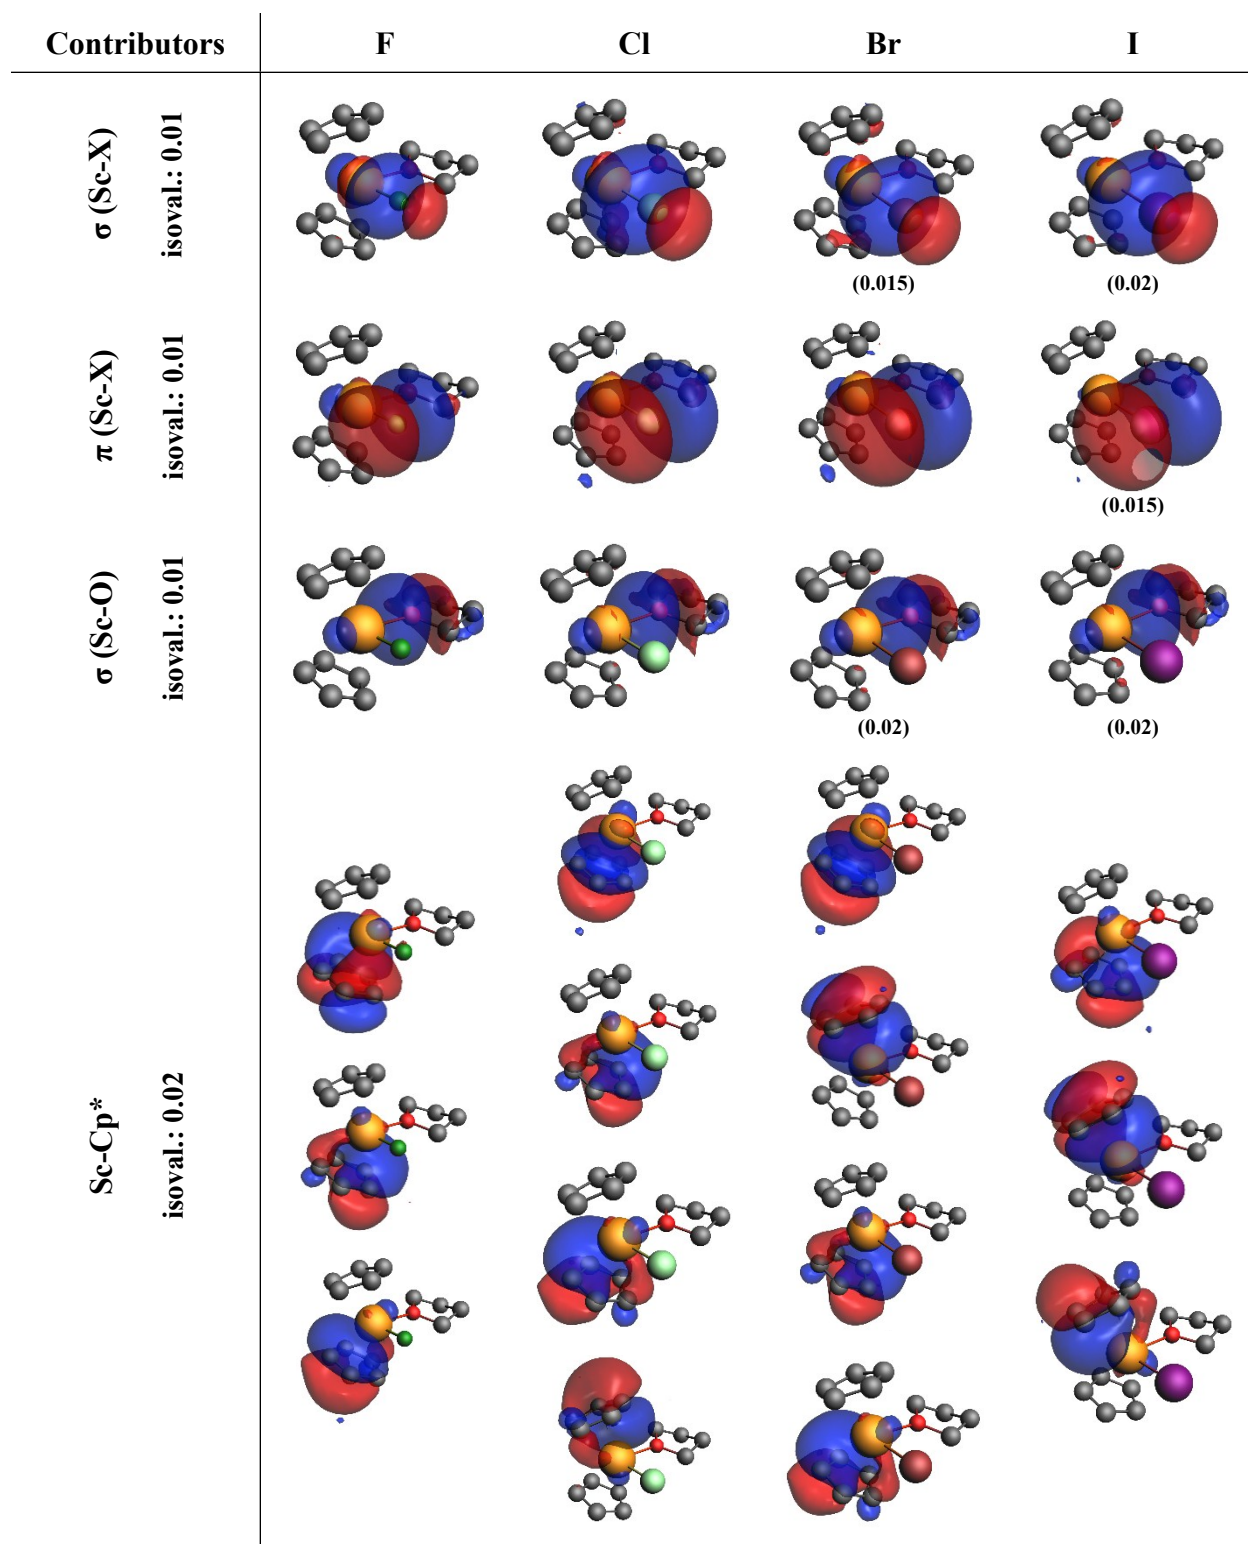 Contributors F Cl Br I
σ (Sc-X)
isoval.: 0.01
(0.015) (0.02)
π (Sc-X)
isoval.: 0.01
(0.015)
σ (Sc-O)
isoval.: 0.01
(0.02) (0.02)
Sc-Cp*
isoval.: 0.02